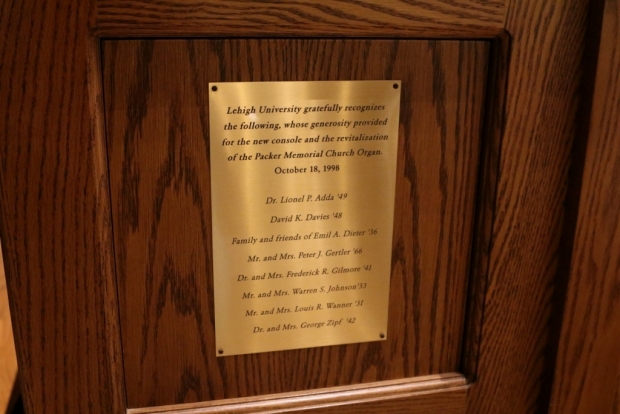 Lehigh University gratefully recognizes
the following, whose generosity provided
for the new console and the revitalization
of the Packer Memorial Church Organ.
October 18, 1998
Dr. Lionel P. Adda '49
David K. Davies '48
Family and friends of Emil A. Dieter '36
Mr. and Mrs. Peter J. Gertler '66
Dr. and Mrs. Frederick R. Gilmore '41
Mr. and Mrs. Warren S. Johnson'53
Mr. and Mrs. Louis R. Wanner '31
Dr. and Mrs. George Zipf '42